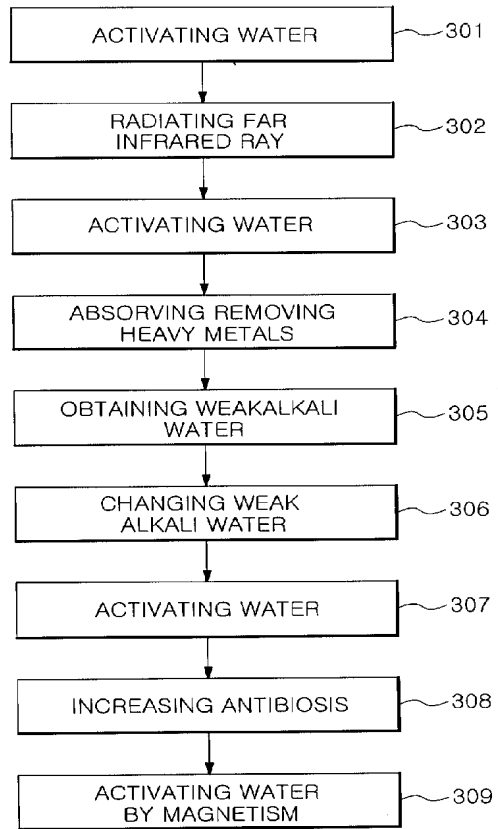 ACTIVATING WATER
301
RADIATING FAR
INFRARED RAY
302
ACTIVATING WATER
303
ABSORVING REMOVING
HEAVY METALS
304
OBTAINING WEAKALKALI
WATER
305
CHANGING WEAK
ALKALI WATER
306
ACTIVATING WATER
307
INCREASING ANTIBIOSIS
308
ACTIVATING WATER
BY MAGNETISM
309